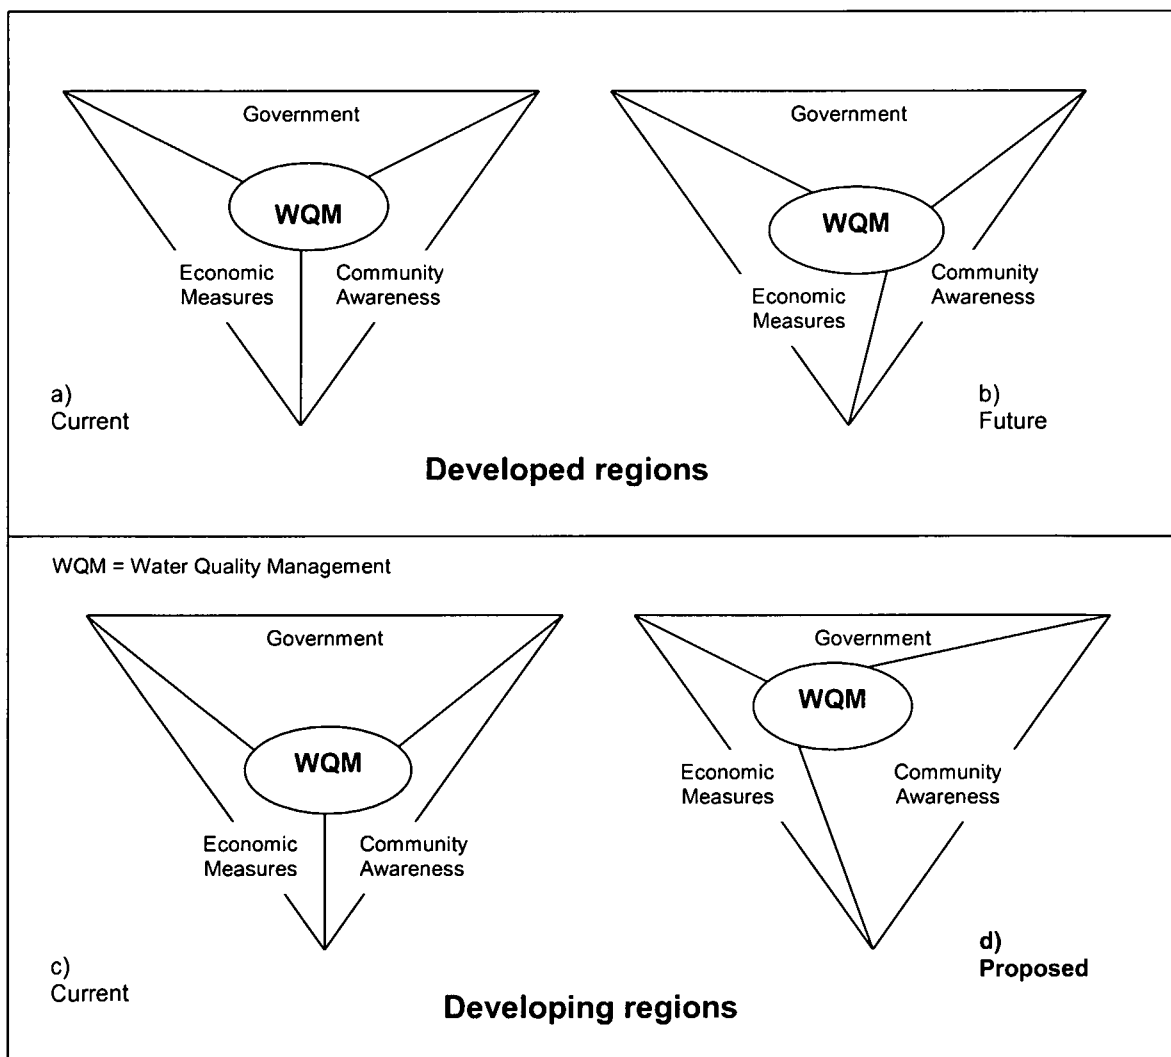 Government
WQM
Economic
Measures
Community
Awareness
a)
Current
Government
WQM
Economic
Measures
Community
Awareness
b)
Future
Developed regions
WQM = Water Quality Management
Government
WQM
Economic
Measures
Community
Awareness
c)
Current
Government
WQM
Economic
Measures
Community
Awareness
d)
Proposed
Developing regions